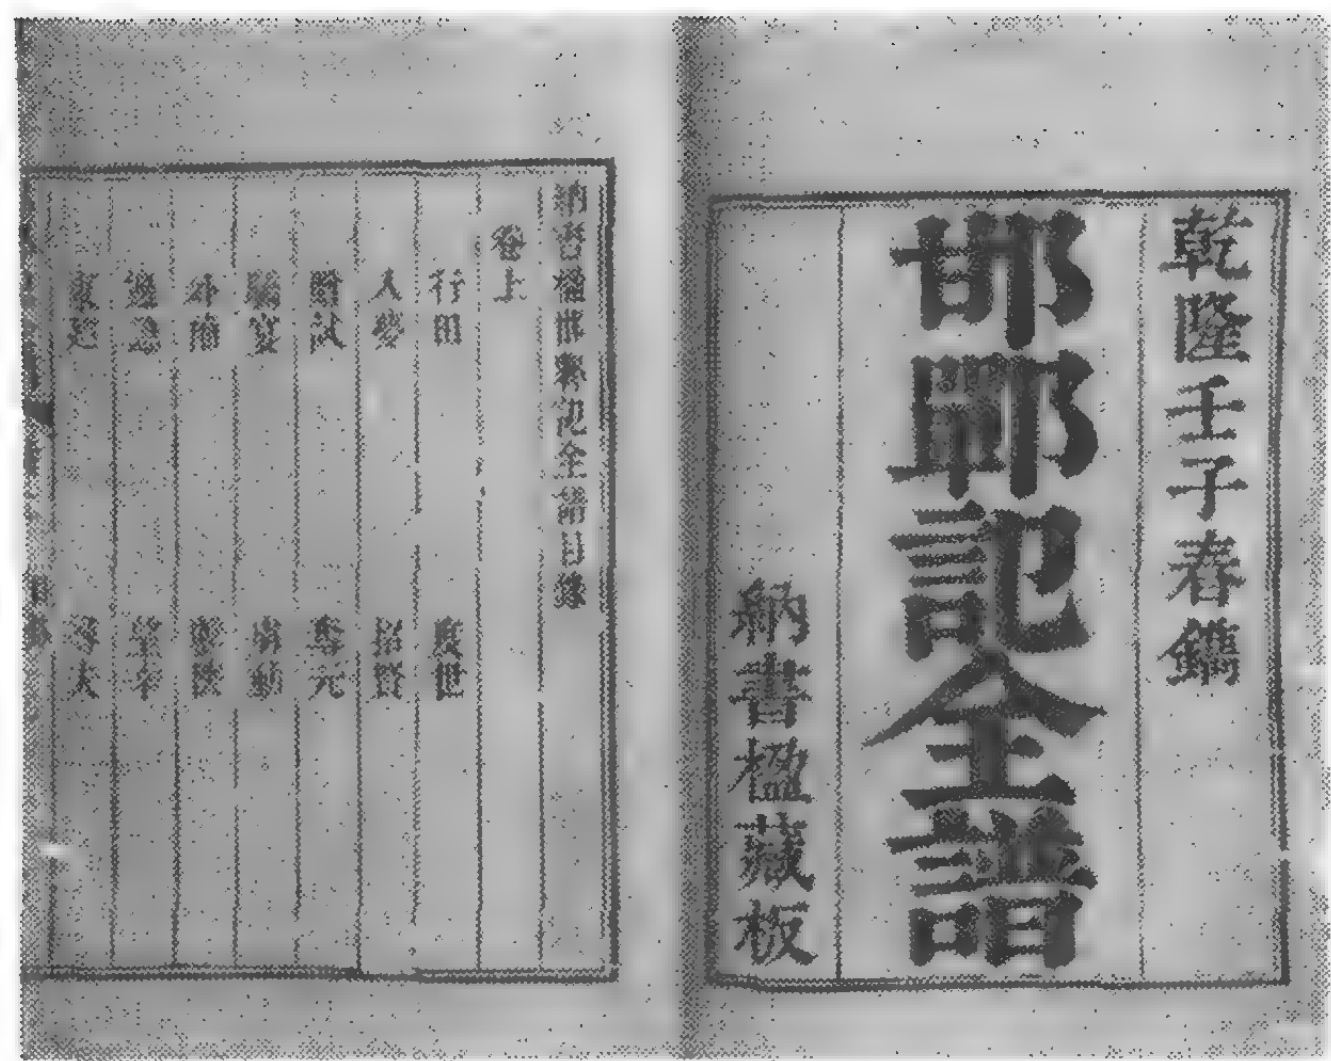 乾隆壬子春鐫
邯鄲記全譜
納書楹藏板
納書楹邯鄲記全譜目錄
卷上
行田
度世
入夢
招賢
贈試
奪元
驕宴
外補
鑿陝
邊急
望幸
東巡